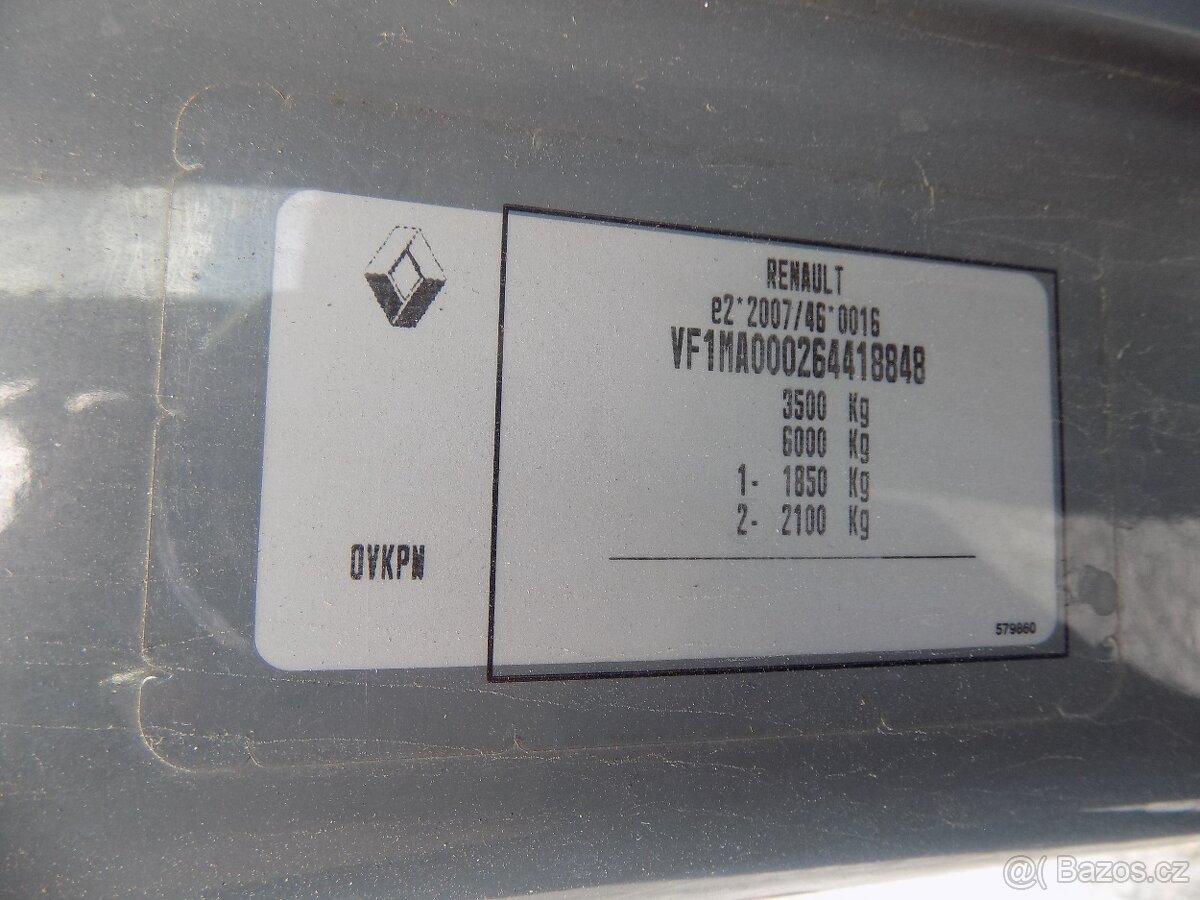 RENAULT
e2*2007/46*0016
VF1MA000264418848
3500 Kg
6000 Kg
1- 1850 Kg
2- 2100 Kg
OVKPN
579860
@( Bazos.cz